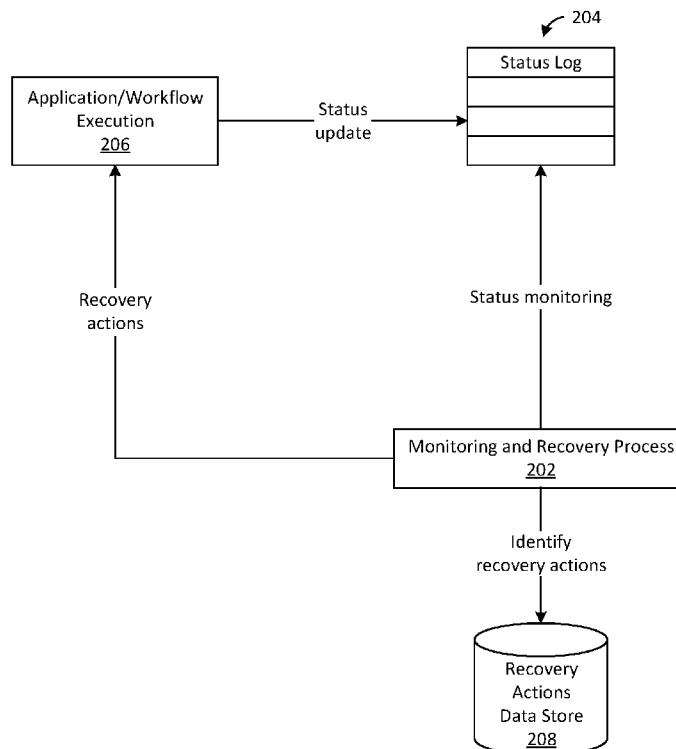 204
Status Log
Application/Workflow
Execution
206
Status
update
Recovery
actions
Status monitoring
Monitoring and Recovery Process
202
Identify
recovery actions
Recovery
Actions
Data Store
208